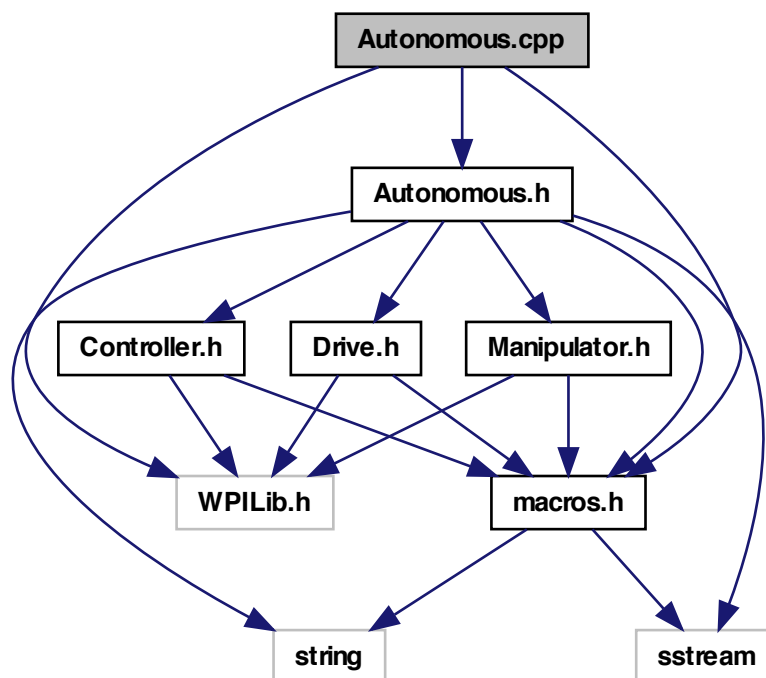 Autonomous.cpp
Autonomous.h
Controller.h
Drive.h
Manipulator.h
WPILib.h
macros.h
string
sstream